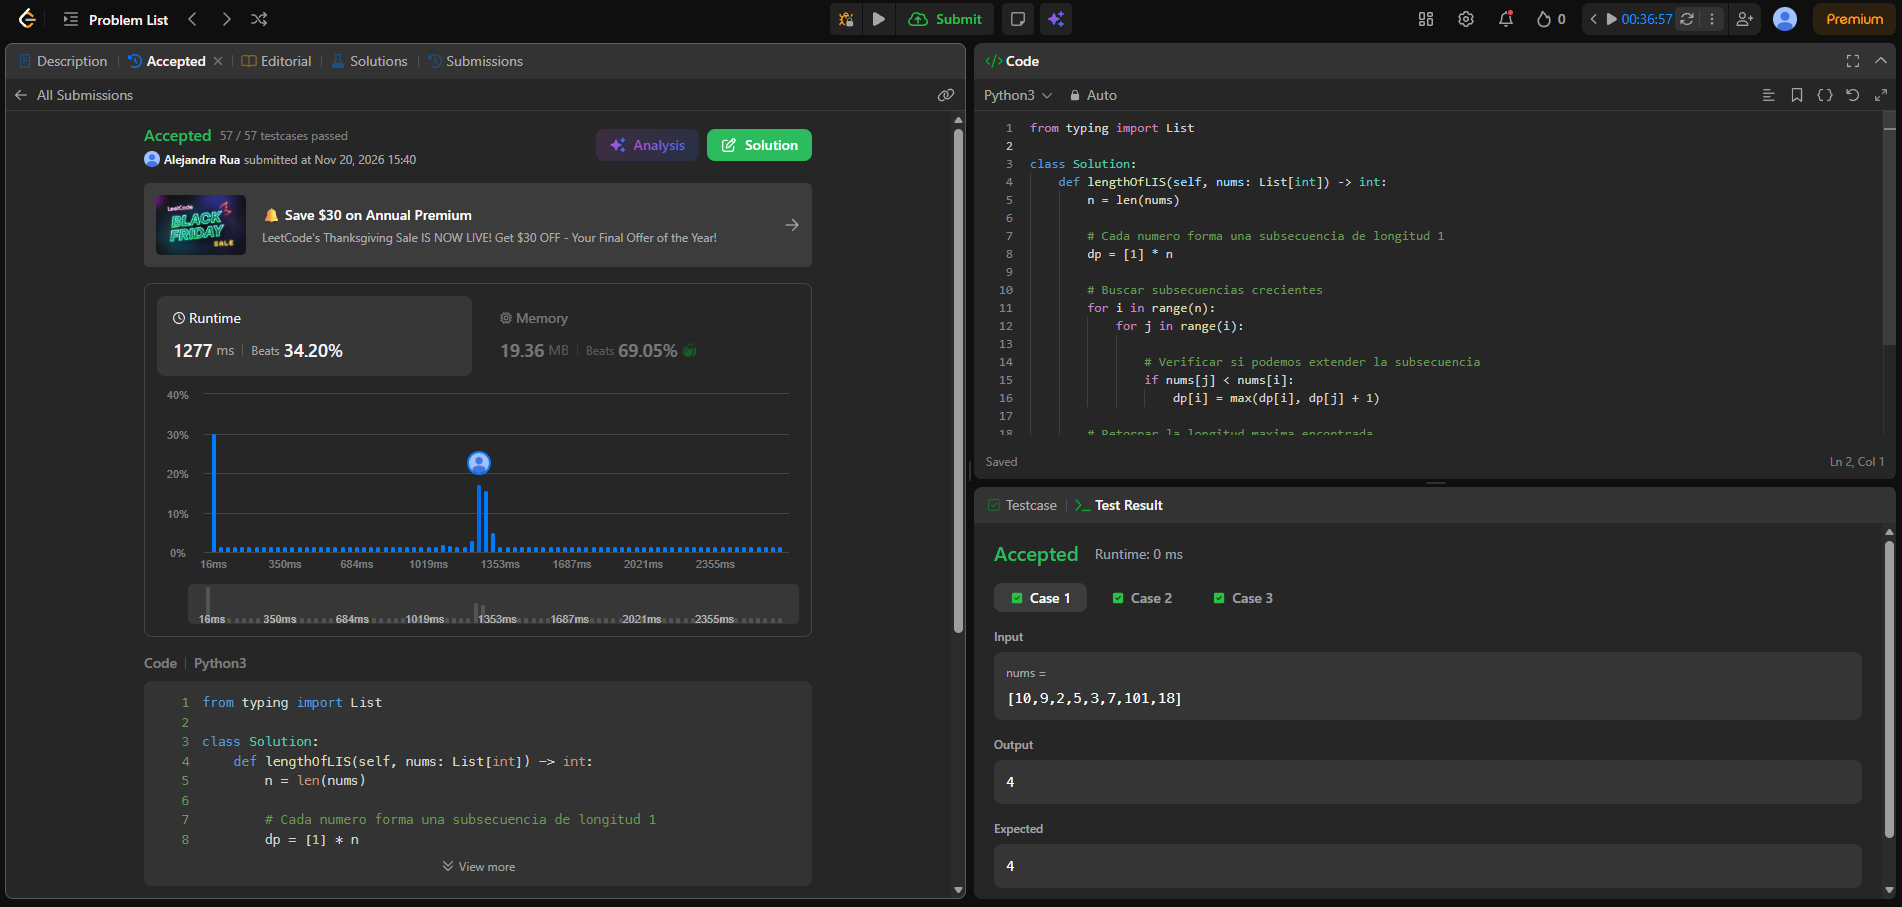 Problem List
Submit
0
00:36:57
Premium
Description
Accepted
Editorial
Solutions
Submissions
All Submissions
Accepted 57 / 57 testcases passed
Alejandra Rua submitted at Nov 20, 2026 15:40
Analysis
Solution
LeetCode
BLACK
FRIDAY
SALE
Save $30 on Annual Premium
LeetCode's Thanksgiving Sale IS NOW LIVE! Get $30 OFF - Your Final Offer of the Year!
Runtime
1277 ms Beats 34.20%
Memory
19.36 MB Beats 69.05%
40%
30%
20%
10%
0%
16ms 350ms 684ms 1019ms 1353ms 1687ms 2021ms 2355ms
16ms 350ms 684ms 1019ms 1353ms 1687ms 2021ms 2355ms
Code Python3
1 from typing import List
2
3 class Solution:
4 def lengthOfLIS(self, nums: List[int]) -> int:
5 n = len(nums)
6
7 # Cada numero forma una subsecuencia de longitud 1
8 dp = [1] * n
View more
</> Code
Python3
Auto
1 from typing import List
2
3 class Solution:
4 def lengthOfLIS(self, nums: List[int]) -> int:
5 n = len(nums)
6
7 # Cada numero forma una subsecuencia de longitud 1
8 dp = [1] * n
9
10 # Buscar subsecuencias crecientes
11 for i in range(n):
12 for j in range(i):
13
14 # Verificar si podemos extender la subsecuencia
15 if nums[j] < nums[i]:
16 dp[i] = max(dp[i], dp[j] + 1)
17
18 # Retornar la longitud maxima encontrada
Saved
Ln 2, Col 1
Testcase
>_ Test Result
Accepted Runtime: 0 ms
Case 1
Case 2
Case 3
Input
nums =
[10,9,2,5,3,7,101,18]
Output
4
Expected
4